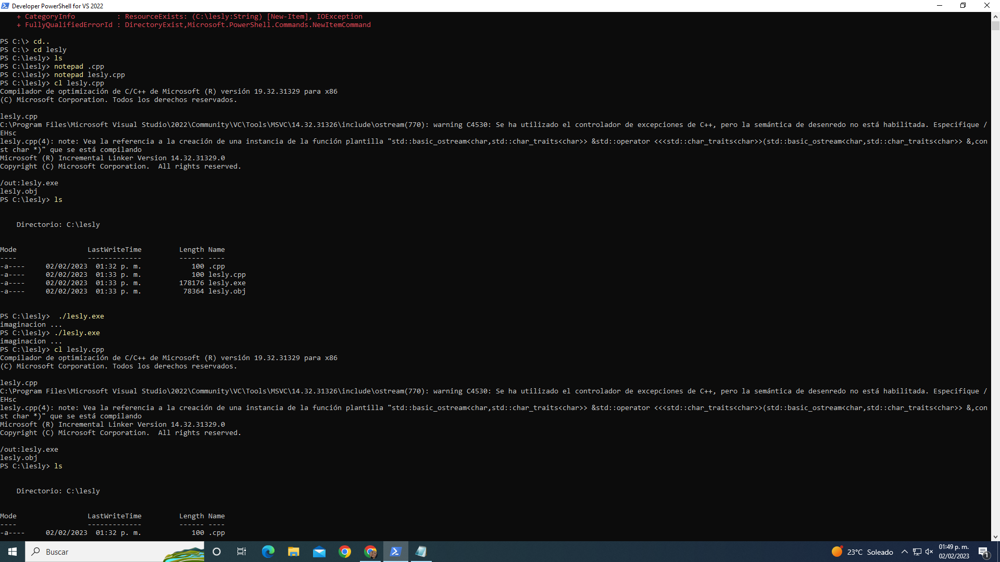 Developer PowerShell for VS 2022
    + CategoryInfo          : ResourceExists: (C:\lesly:String) [New-Item], IOException
    + FullyQualifiedErrorId : DirectoryExist,Microsoft.PowerShell.Commands.NewItemCommand
PS C:\> cd..
PS C:\> cd lesly
PS C:\lesly> ls
PS C:\lesly> notepad .cpp
PS C:\lesly> notepad lesly.cpp
PS C:\lesly> cl lesly.cpp
Compilador de optimización de C/C++ de Microsoft (R) versión 19.32.31329 para x86
(C) Microsoft Corporation. Todos los derechos reservados.
lesly.cpp
C:\Program Files\Microsoft Visual Studio\2022\Community\VC\Tools\MSVC\14.32.31326\include\ostream(770): warning C4530: Se ha utilizado el controlador de excepciones de C++, pero la semántica de desenredo no está habilitada. Especifique /
EHsc
lesly.cpp(4): note: Vea la referencia a la creación de una instancia de la función plantilla "std::basic_ostream<char,std::char_traits<char>> &std::operator <<<std::char_traits<char>>(std::basic_ostream<char,std::char_traits<char>> &,con
st char *)" que se está compilando
Microsoft (R) Incremental Linker Version 14.32.31329.0
Copyright (C) Microsoft Corporation.  All rights reserved.
/out:lesly.exe
lesly.obj
PS C:\lesly> ls
    Directorio: C:\lesly
Mode                 LastWriteTime         Length Name
----                 -------------         ------ ----
-a----     02/02/2023  01:32 p. m.            100 .cpp
-a----     02/02/2023  01:33 p. m.            100 lesly.cpp
-a----     02/02/2023  01:33 p. m.         178176 lesly.exe
-a----     02/02/2023  01:33 p. m.          78364 lesly.obj
PS C:\lesly>  ./lesly.exe
imaginacion ...
PS C:\lesly> ./lesly.exe
imaginacion ...
PS C:\lesly> cl lesly.cpp
Compilador de optimización de C/C++ de Microsoft (R) versión 19.32.31329 para x86
(C) Microsoft Corporation. Todos los derechos reservados.
lesly.cpp
C:\Program Files\Microsoft Visual Studio\2022\Community\VC\Tools\MSVC\14.32.31326\include\ostream(770): warning C4530: Se ha utilizado el controlador de excepciones de C++, pero la semántica de desenredo no está habilitada. Especifique /
EHsc
lesly.cpp(4): note: Vea la referencia a la creación de una instancia de la función plantilla "std::basic_ostream<char,std::char_traits<char>> &std::operator <<<std::char_traits<char>>(std::basic_ostream<char,std::char_traits<char>> &,con
st char *)" que se está compilando
Microsoft (R) Incremental Linker Version 14.32.31329.0
Copyright (C) Microsoft Corporation.  All rights reserved.
/out:lesly.exe
lesly.obj
PS C:\lesly> ls
    Directorio: C:\lesly
Mode                 LastWriteTime         Length Name
----                 -------------         ------ ----
-a----     02/02/2023  01:32 p. m.            100 .cpp
Buscar
23°C Soleado
01:49 p. m.
02/02/2023
1